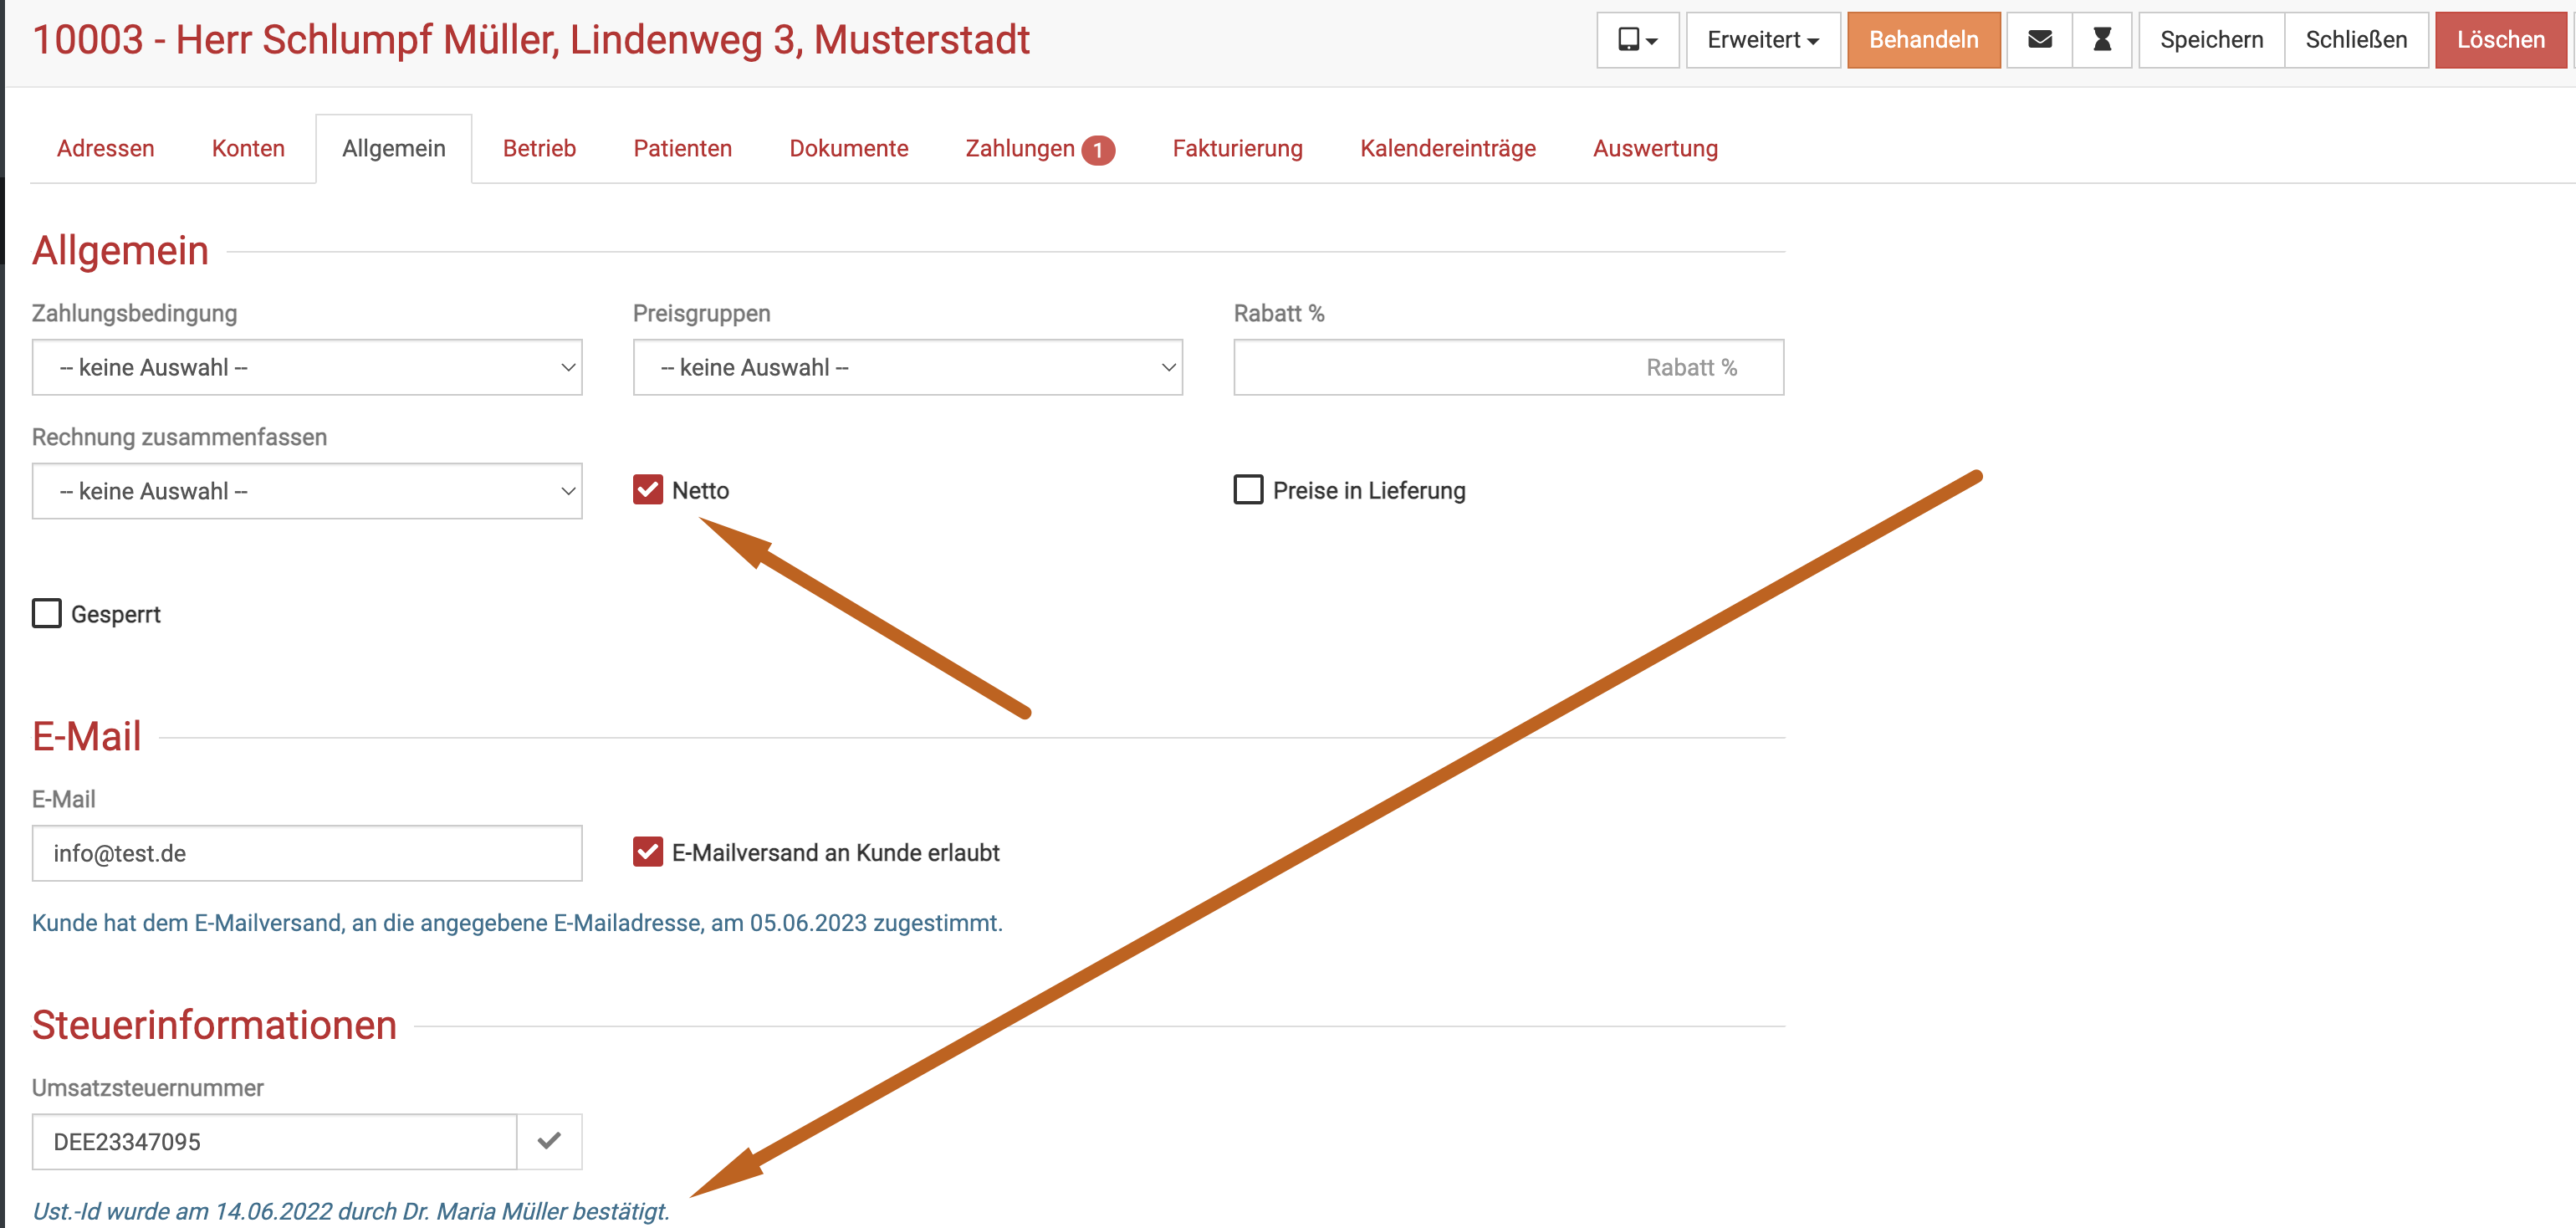 10003 - Herr Schlumpf Müller, Lindenweg 3, Musterstadt
Erweitert
Behandeln
Speichern
Schließen
Löschen
Adressen
Konten
Allgemein
Betrieb
Patienten
Dokumente
Zahlungen 1
Fakturierung
Kalendereinträge
Auswertung
Allgemein
Zahlungsbedingung
Preisgruppen
Rabatt %
-- keine Auswahl --
-- keine Auswahl --
Rabatt %
Rechnung zusammenfassen
-- keine Auswahl --
Netto
Preise in Lieferung
Gesperrt
E-Mail
E-Mail
info@test.de
E-Mailversand an Kunde erlaubt
Kunde hat dem E-Mailversand, an die angegebene E-Mailadresse, am 05.06.2023 zugestimmt.
Steuerinformationen
Umsatzsteuernummer
DEE23347095
Ust.-Id wurde am 14.06.2022 durch Dr. Maria Müller bestätigt.